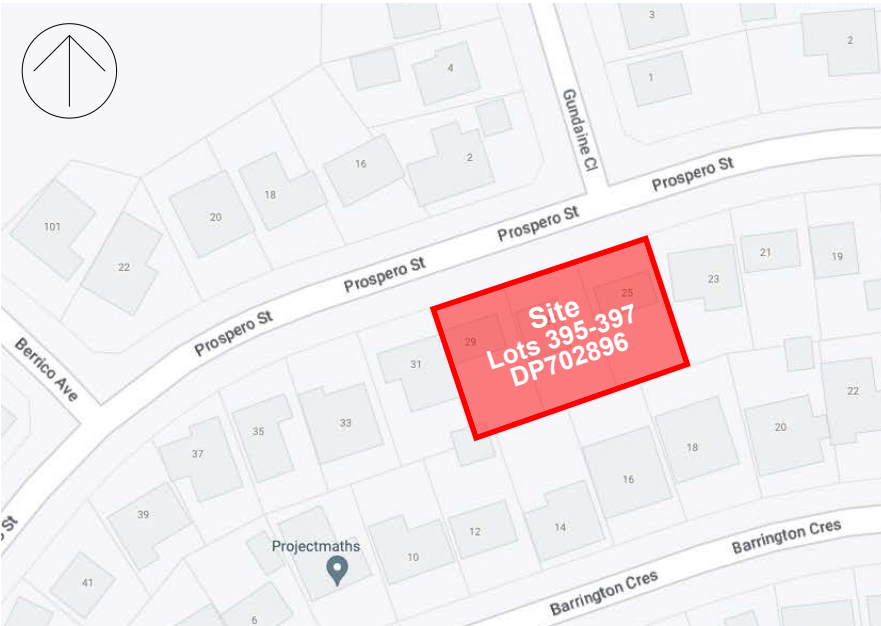 3
2
4
1
Gundaine Cl
16
2
Prospero St
18
20
Prospero St
101
22
21
19
Prospero St
23
25
Site
Lots 395-397
DP702896
Prospero St
29
Berrico Ave
31
22
33
20
35
18
37
16
39
14
12
10
Projectmaths
Barrington Cres
Barrington Cres
41
6
St